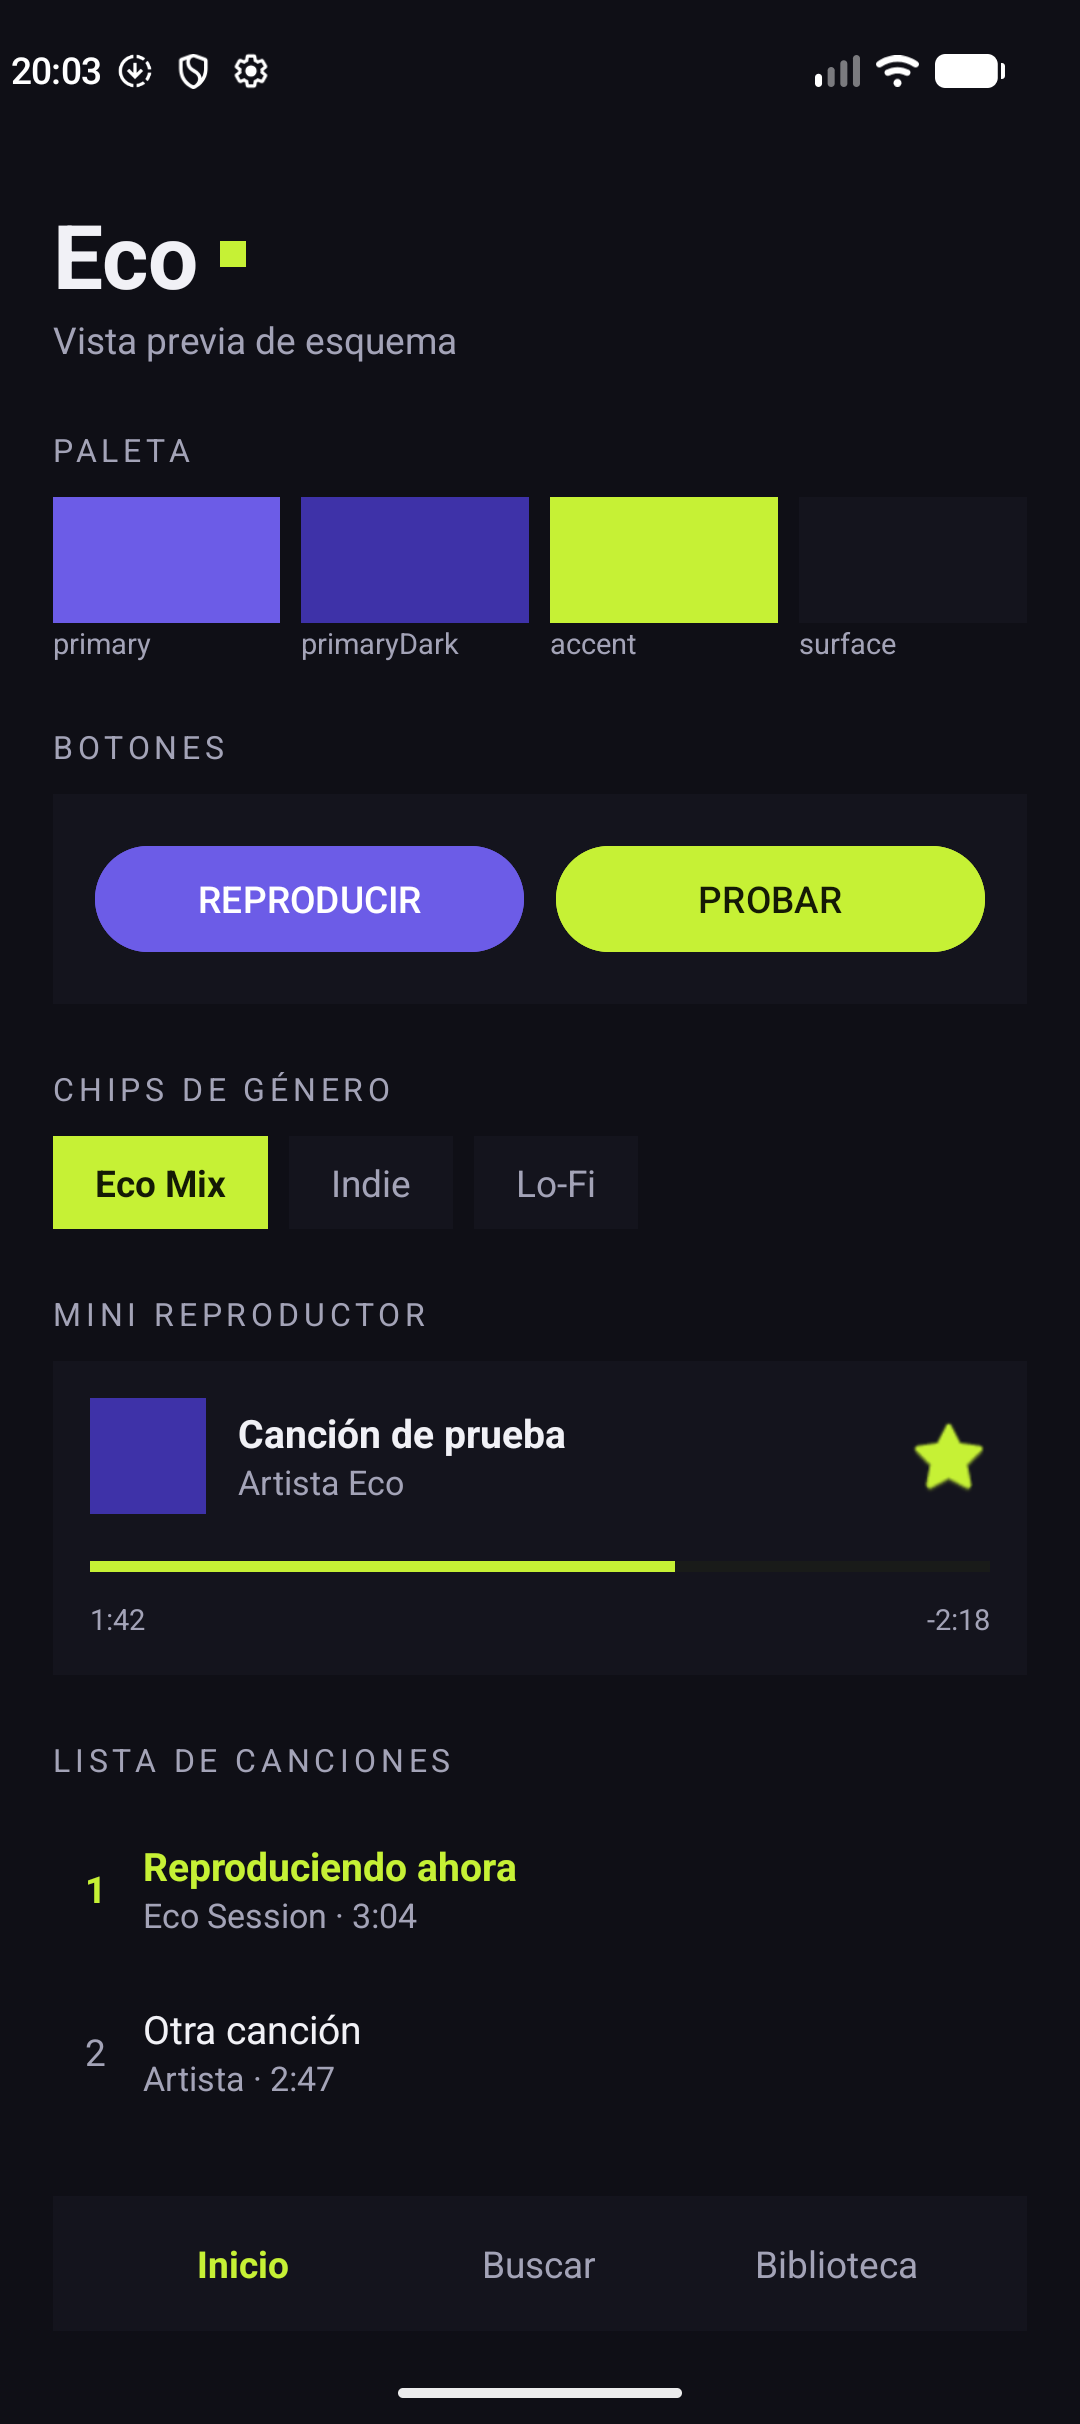 20:03
Eco
Vista previa de esquema
PALETA
primary primaryDark accent surface
BOTONES
REPRODUCIR PROBAR
CHIPS DE GÉNERO
Eco Mix Indie Lo-Fi
MINI REPRODUCTOR
Canción de prueba
Artista Eco
1:42 -2:18
LISTA DE CANCIONES
1 Reproduciendo ahora
Eco Session · 3:04
2 Otra canción
Artista · 2:47
Inicio Buscar Biblioteca